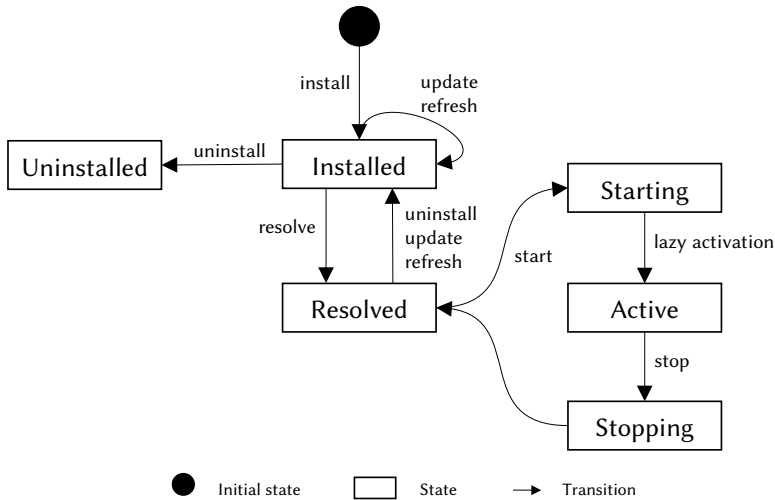 install
update
refresh
Uninstalled
uninstall
Installed
Starting
resolve
uninstall
update
refresh
start
lazy activation
Resolved
Active
stop
Stopping
Initial state
State
Transition